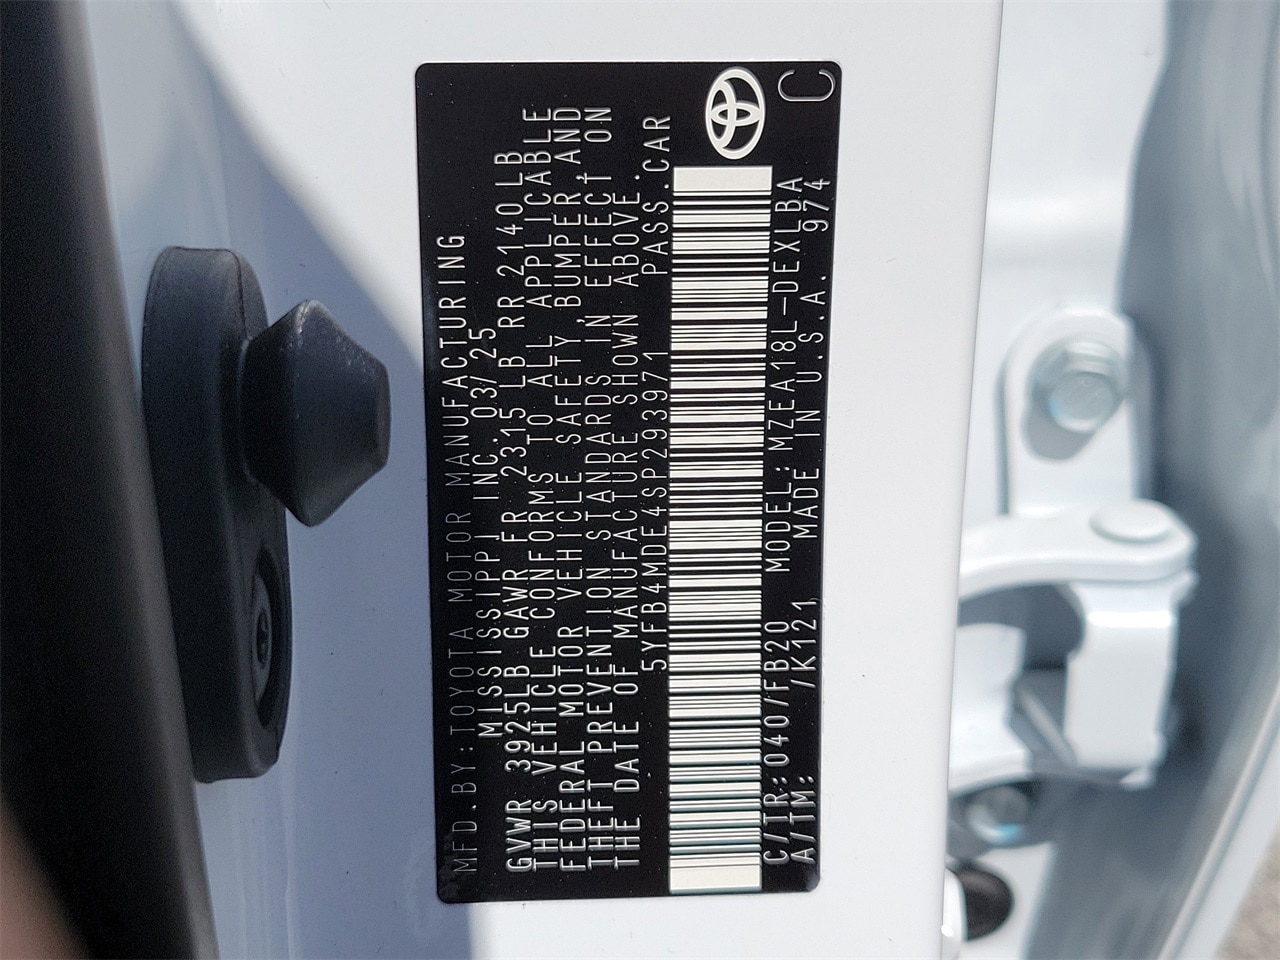 MFD.BY:TOYOTA MOTOR MANUFACTURING
MISSISSIPPI INC. 03/25
GVWR 3925LB GAWR FR 2315LB RR 2140LB
THIS VEHICLE CONFORMS TO ALL APPLICABLE
FEDERAL MOTOR VEHICLE SAFETY, BUMPER, AND
THEFT PREVENTION STANDARDS IN EFFECT ON
THE DATE OF MANUFACTURE SHOWN ABOVE.
5YFB4MDE4SP293971 PASS.CAR
C/TR:040/FB20 MODEL:MZEA18L-DEXLBA
A/TM: /K121 MADE IN U.S.A. 974
C